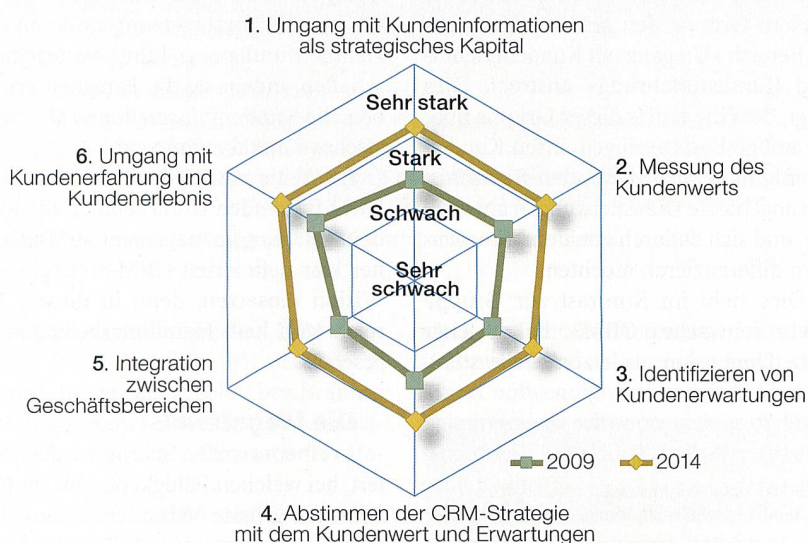 1. Umgang mit Kundeninformationen
als strategisches Kapital
Sehr stark
Stark
Schwach
Sehr
schwach
2. Messung des
Kundenwerts
3. Identifizieren von
Kundenerwartungen
4. Abstimmen der CRM-Strategie
mit dem Kundenwert und Erwartungen
5. Integration
zwischen
Geschäftsbereichen
6. Umgang mit
Kundenerfahrung und
Kundenerlebnis
2009
2014